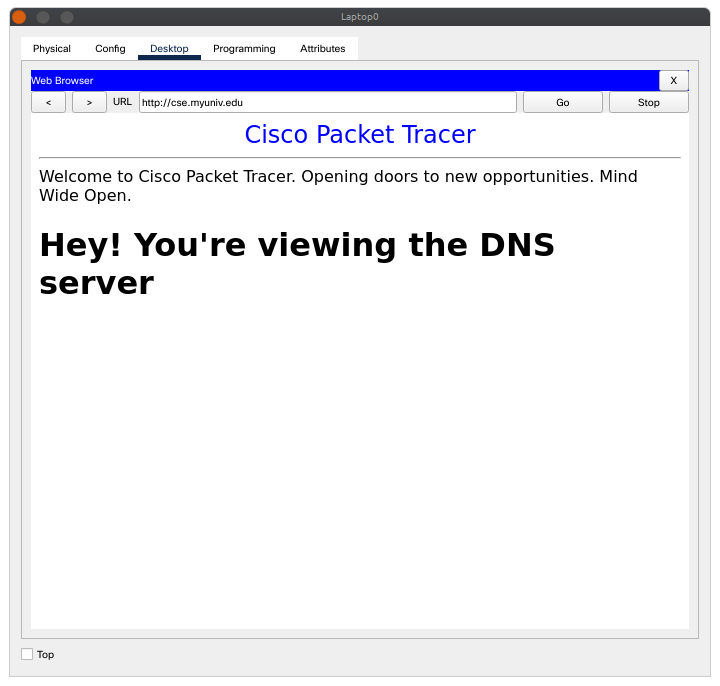 Laptop0
Physical Config Desktop Programming Attributes
Web Browser X
< > URL http://cse.myuniv.edu Go Stop
Cisco Packet Tracer
Welcome to Cisco Packet Tracer. Opening doors to new opportunities. Mind
Wide Open.
Hey! You're viewing the DNS
server
Top